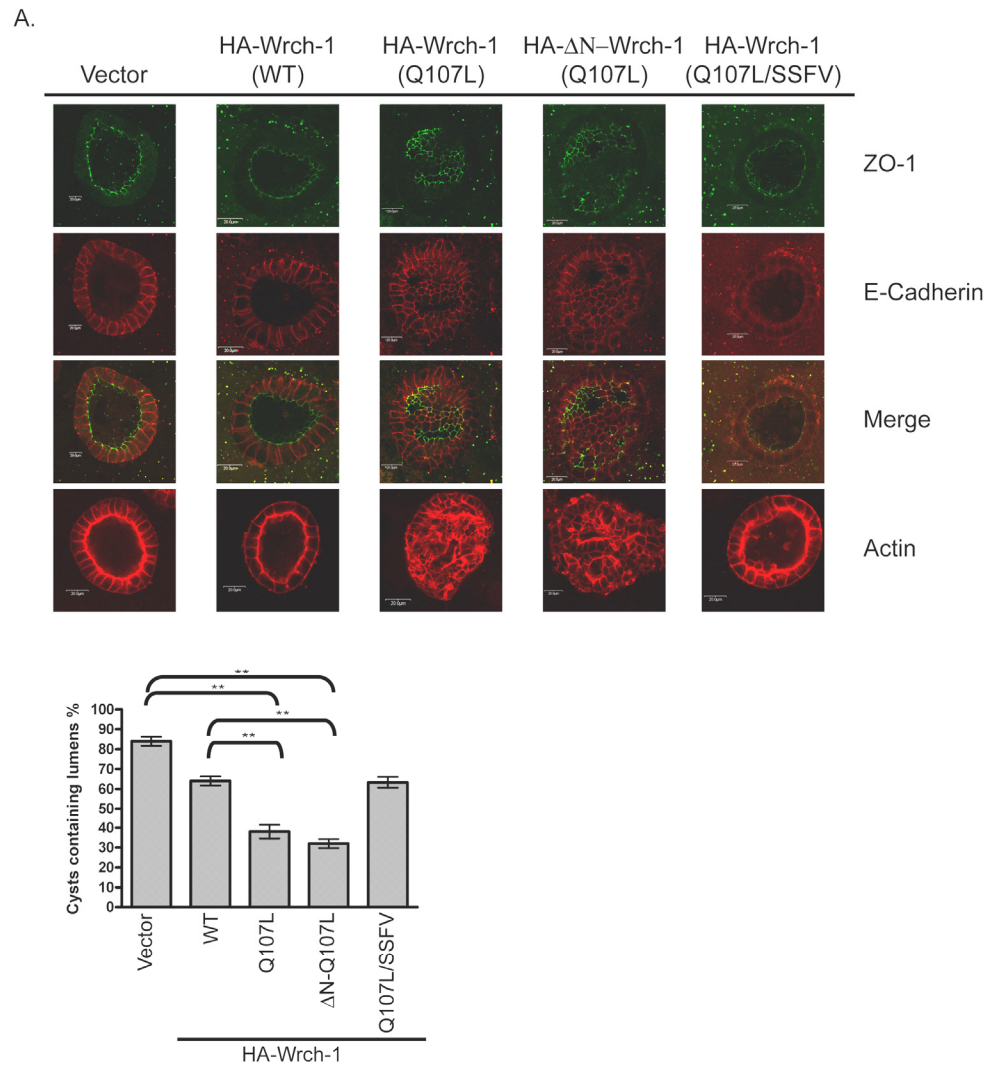 A.
Vector
HA-Wrch-1
(WT)
HA-Wrch-1
(Q107L)
HA-ΔN–Wrch-1
(Q107L)
HA-Wrch-1
(Q107L/SSFV)
ZO-1
E-Cadherin
Merge
Actin
**
**
**
**
Cysts containing lumens %
100
90
80
70
60
50
40
30
20
10
0
Vector
WT
Q107L
ΔN-Q107L
Q107L/SSFV
HA-Wrch-1